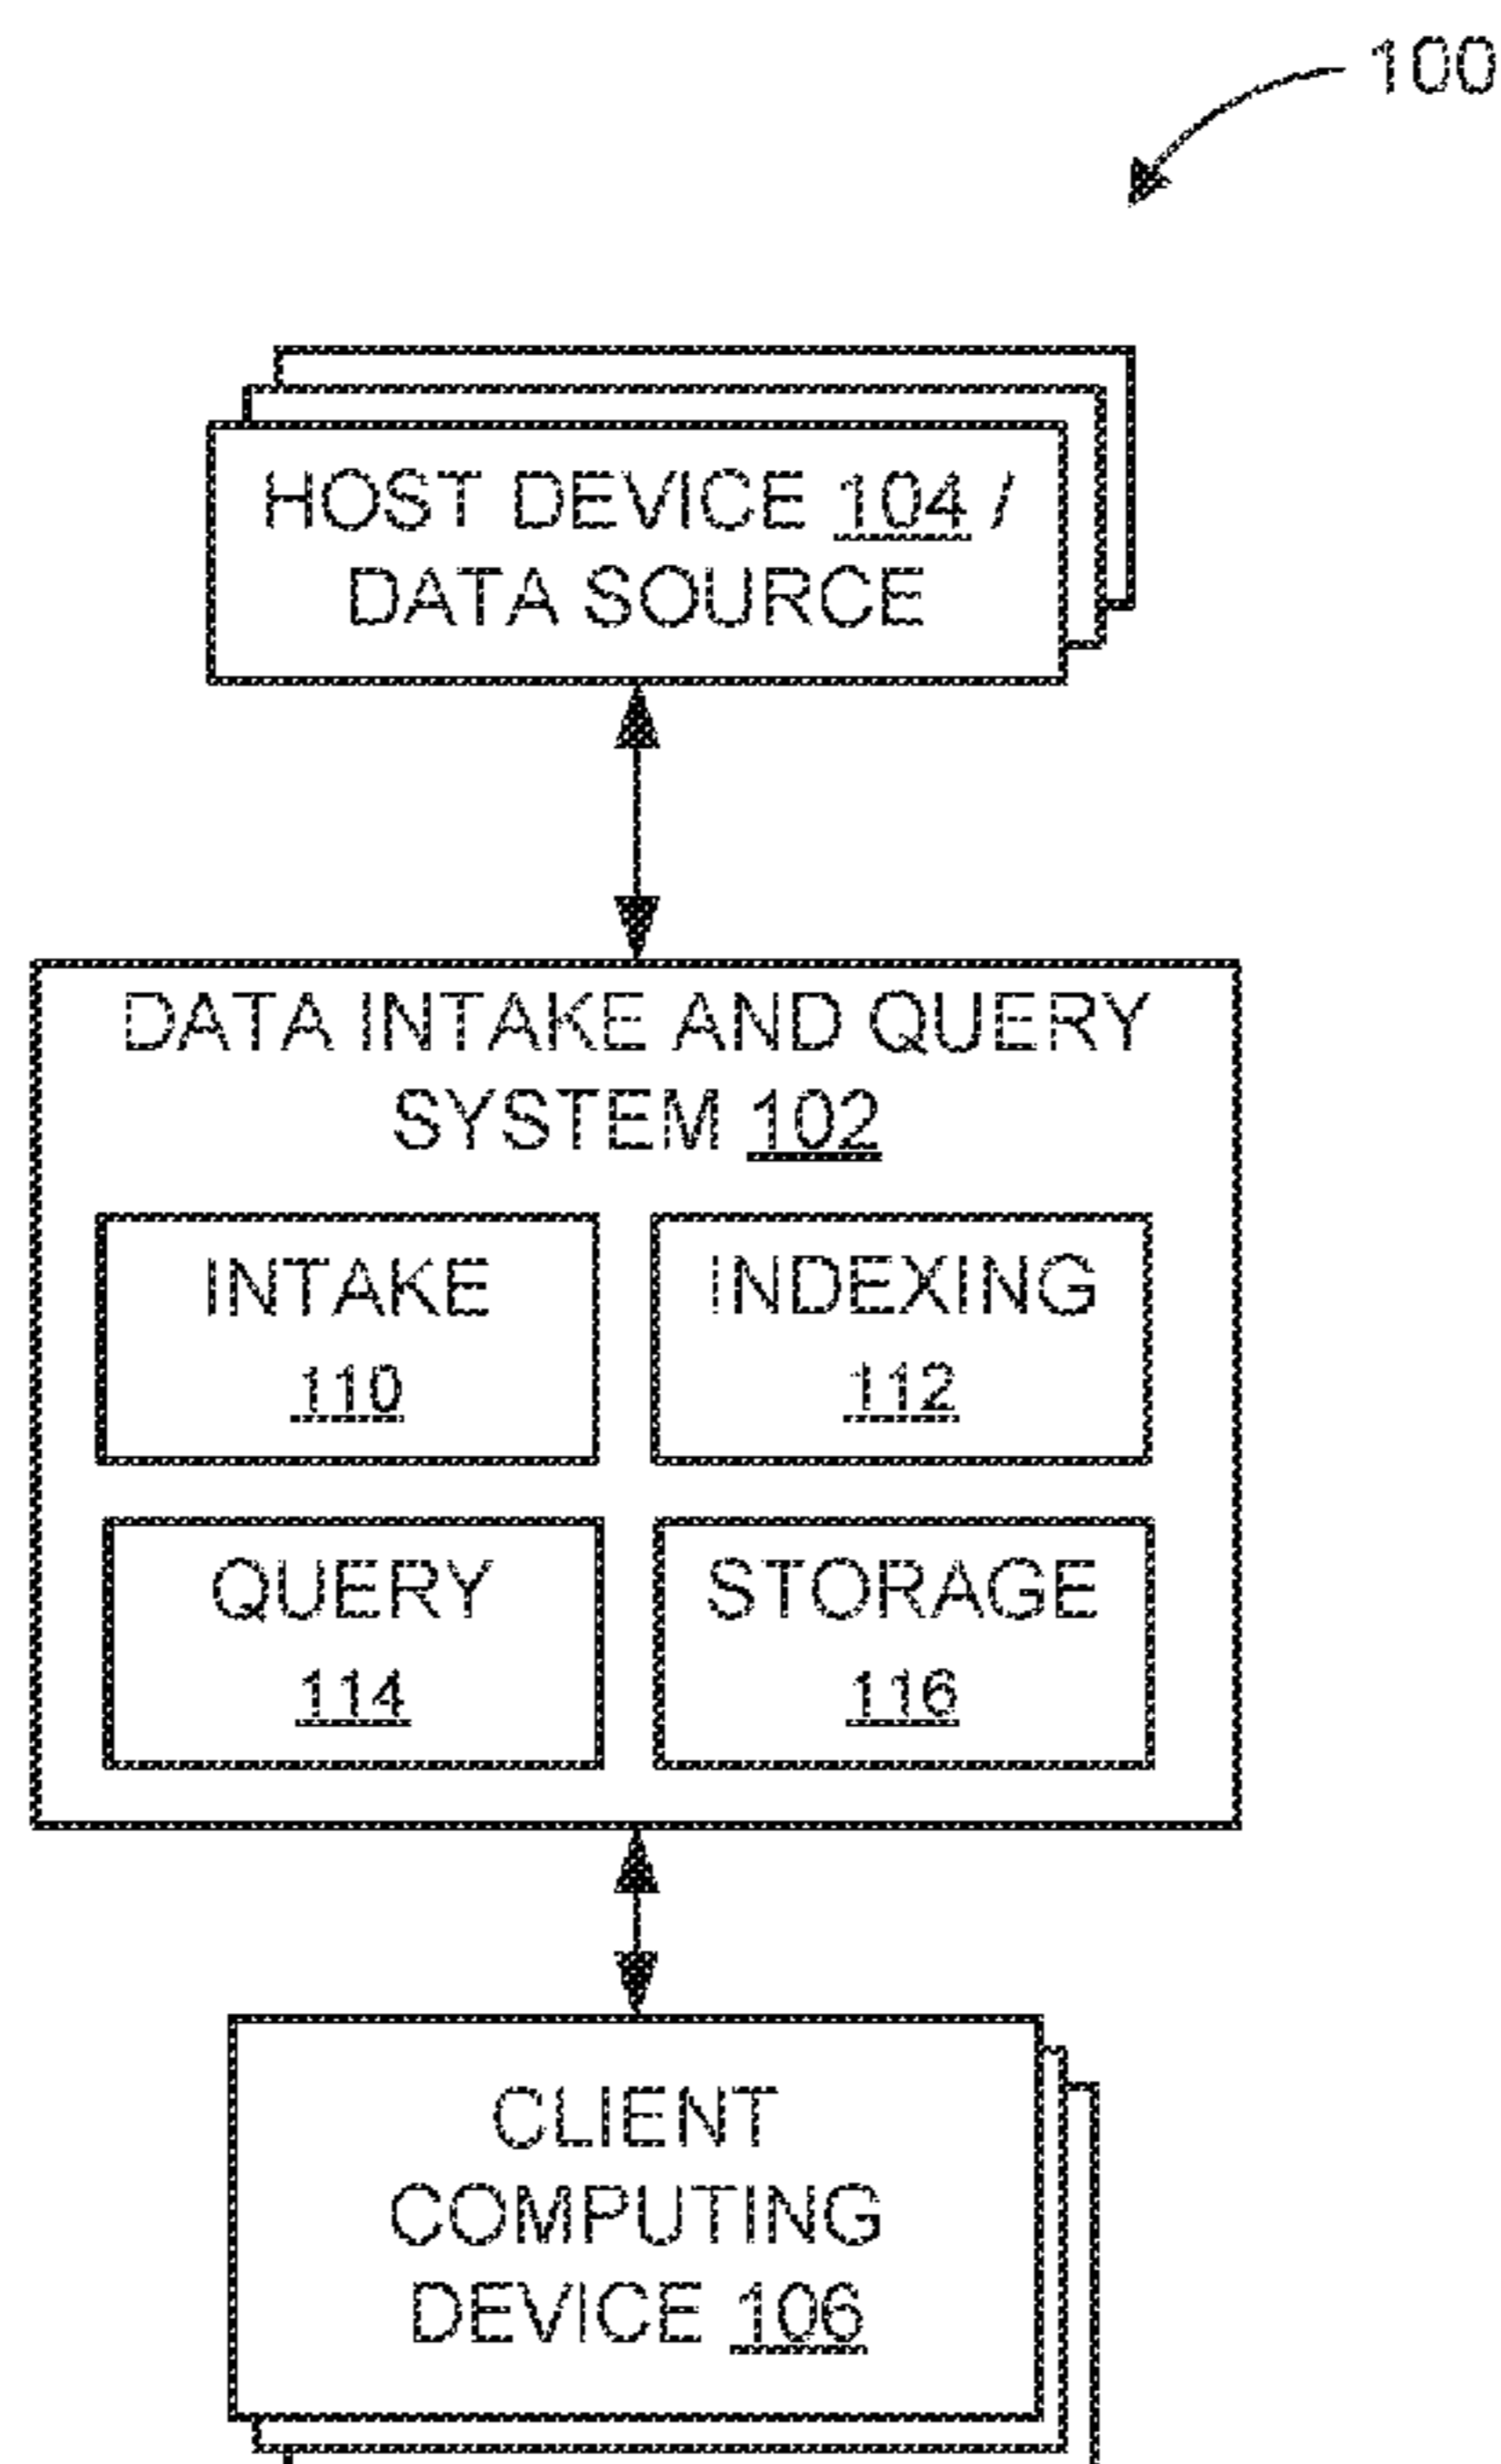 100
HOST DEVICE 104 /
DATA SOURCE
DATA INTAKE AND QUERY
SYSTEM 102
INTAKE
110
INDEXING
112
QUERY
114
STORAGE
116
CLIENT
COMPUTING
DEVICE 106